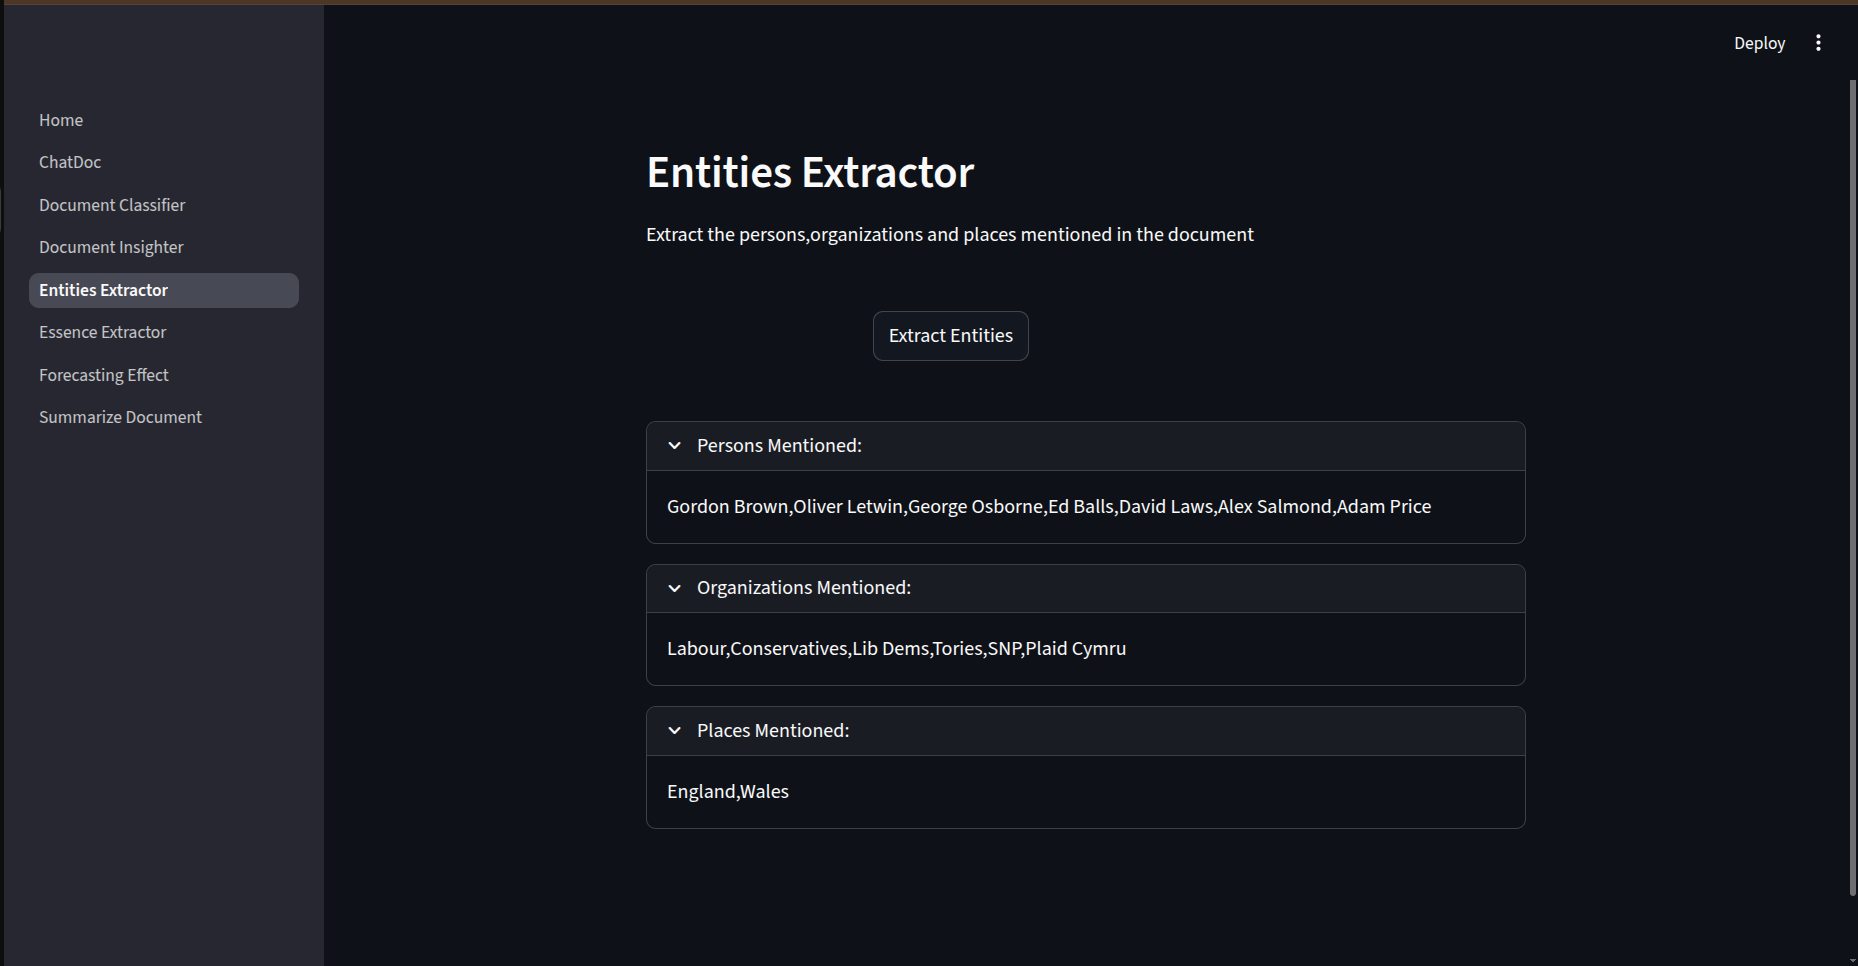 Deploy
Home
ChatDoc
Document Classifier
Document Insighter
Entities Extractor
Essence Extractor
Forecasting Effect
Summarize Document
Entities Extractor
Extract the persons,organizations and places mentioned in the document
Extract Entities
Persons Mentioned:
Gordon Brown,Oliver Letwin,George Osborne,Ed Balls,David Laws,Alex Salmond,Adam Price
Organizations Mentioned:
Labour,Conservatives,Lib Dems,Tories,SNP,Plaid Cymru
Places Mentioned:
England,Wales